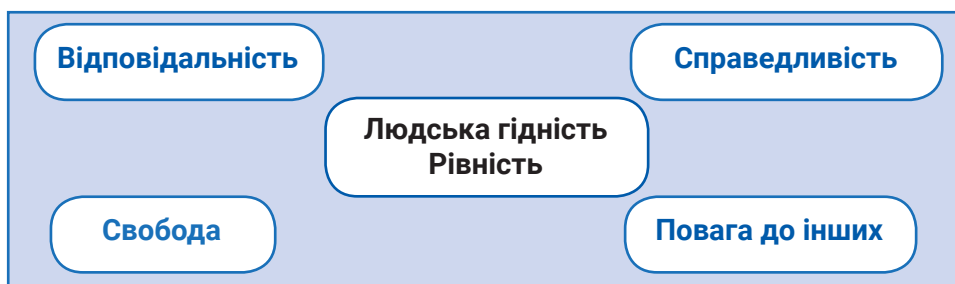 Відповідальність
Справедливість
Людська гідність
Рівність
Свобода
Повага до інших